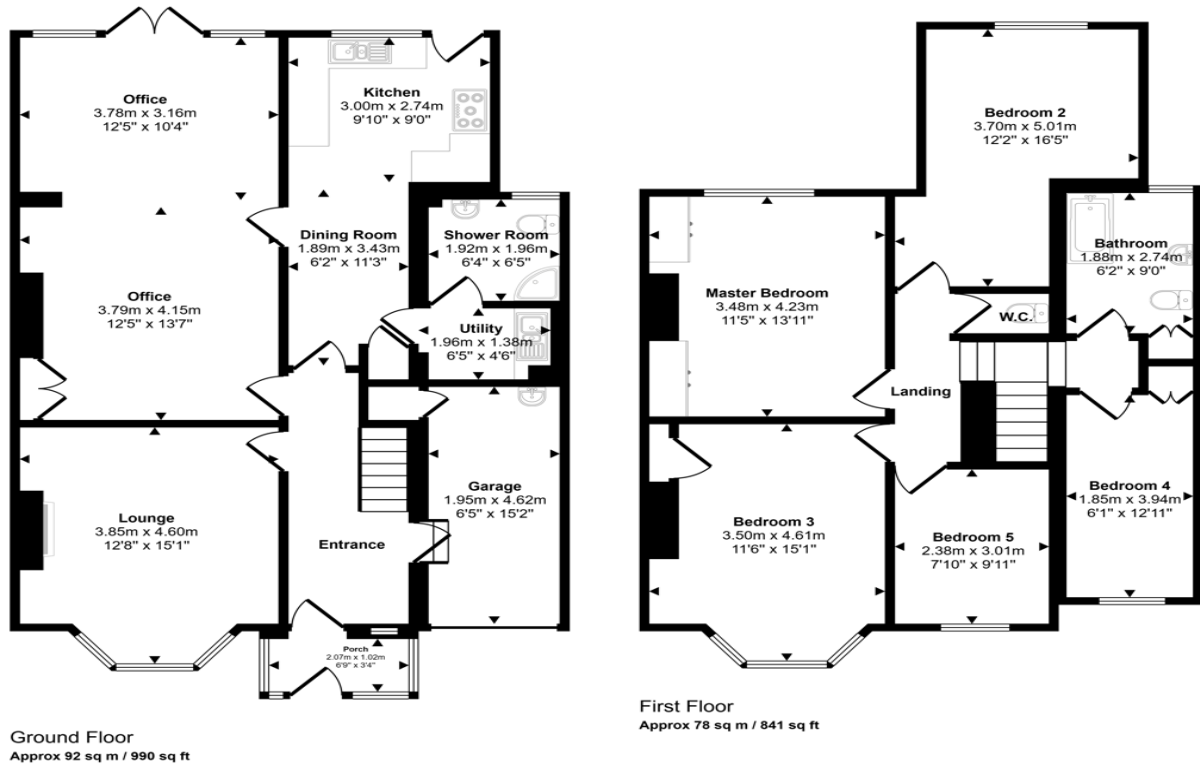 Office
3.78m x 3.16m
12'5" x 10'4"
Kitchen
3.00m x 2.74m
9'10" x 9'0"
Dining Room
1.89m x 3.43m
6'2" x 11'3"
Shower Room
1.92m x 1.96m
6'4" x 6'5"
Office
3.79m x 4.15m
12'5" x 13'7"
Utility
1.96m x 1.38m
6'5" x 4'6"
Lounge
3.85m x 4.60m
12'8" x 15'1"
Entrance
Garage
1.95m x 4.62m
6'5" x 15'2"
Porch
2.07m x 1.02m
6'9" x 3'4"
Ground Floor
Approx 92 sq m / 990 sq ft
Bedroom 2
3.70m x 5.01m
12'2" x 16'5"
Master Bedroom
3.48m x 4.23m
11'5" x 13'11"
Bathroom
1.88m x 2.74m
6'2" x 9'0"
W.C.
Landing
Bedroom 3
3.50m x 4.61m
11'6" x 15'1"
Bedroom 5
2.38m x 3.01m
7'10" x 9'11"
Bedroom 4
1.85m x 3.94m
6'1" x 12'11"
First Floor
Approx 78 sq m / 841 sq ft